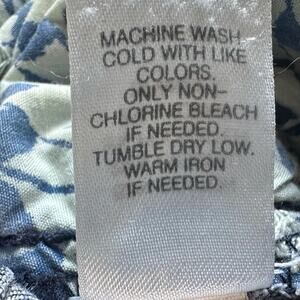 MACHINE WASH
COLD WITH LIKE
COLORS.
ONLY NON-
CHLORINE BLEACH
IF NEEDED.
TUMBLE DRY LOW.
WARM IRON
IF NEEDED.